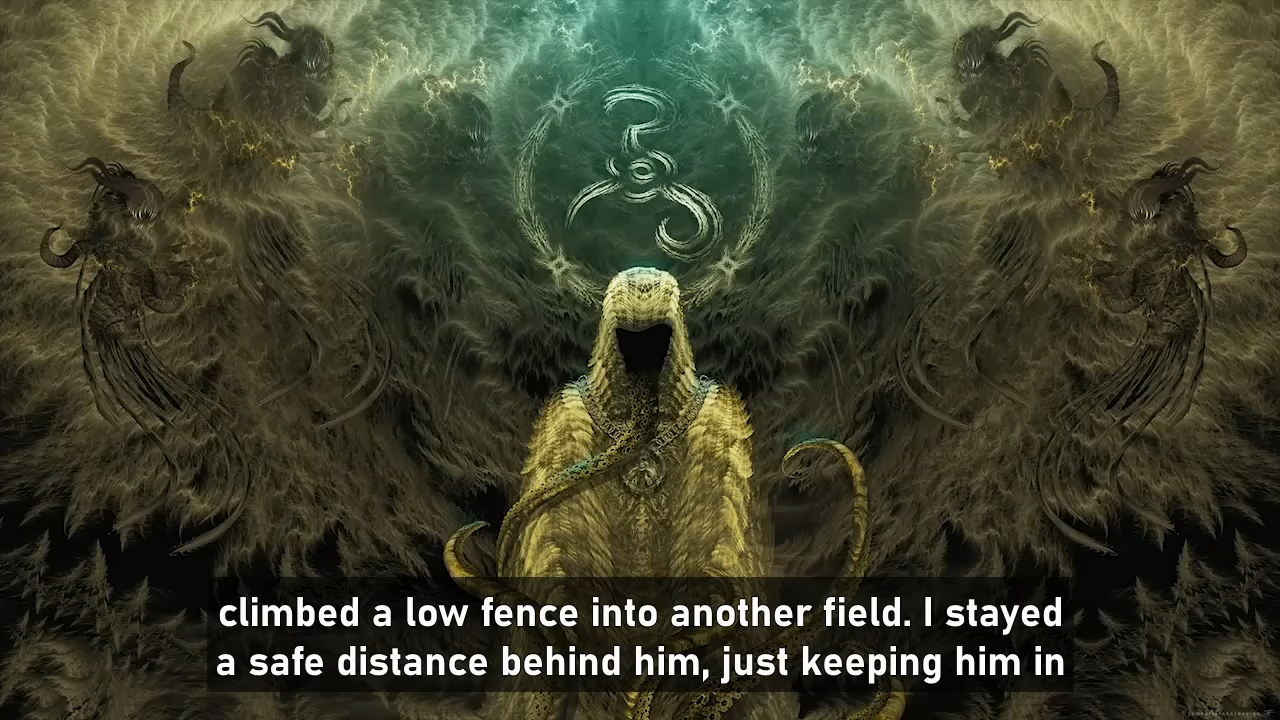 climbed a low fence into another field. I stayed
a safe distance behind him, just keeping him in